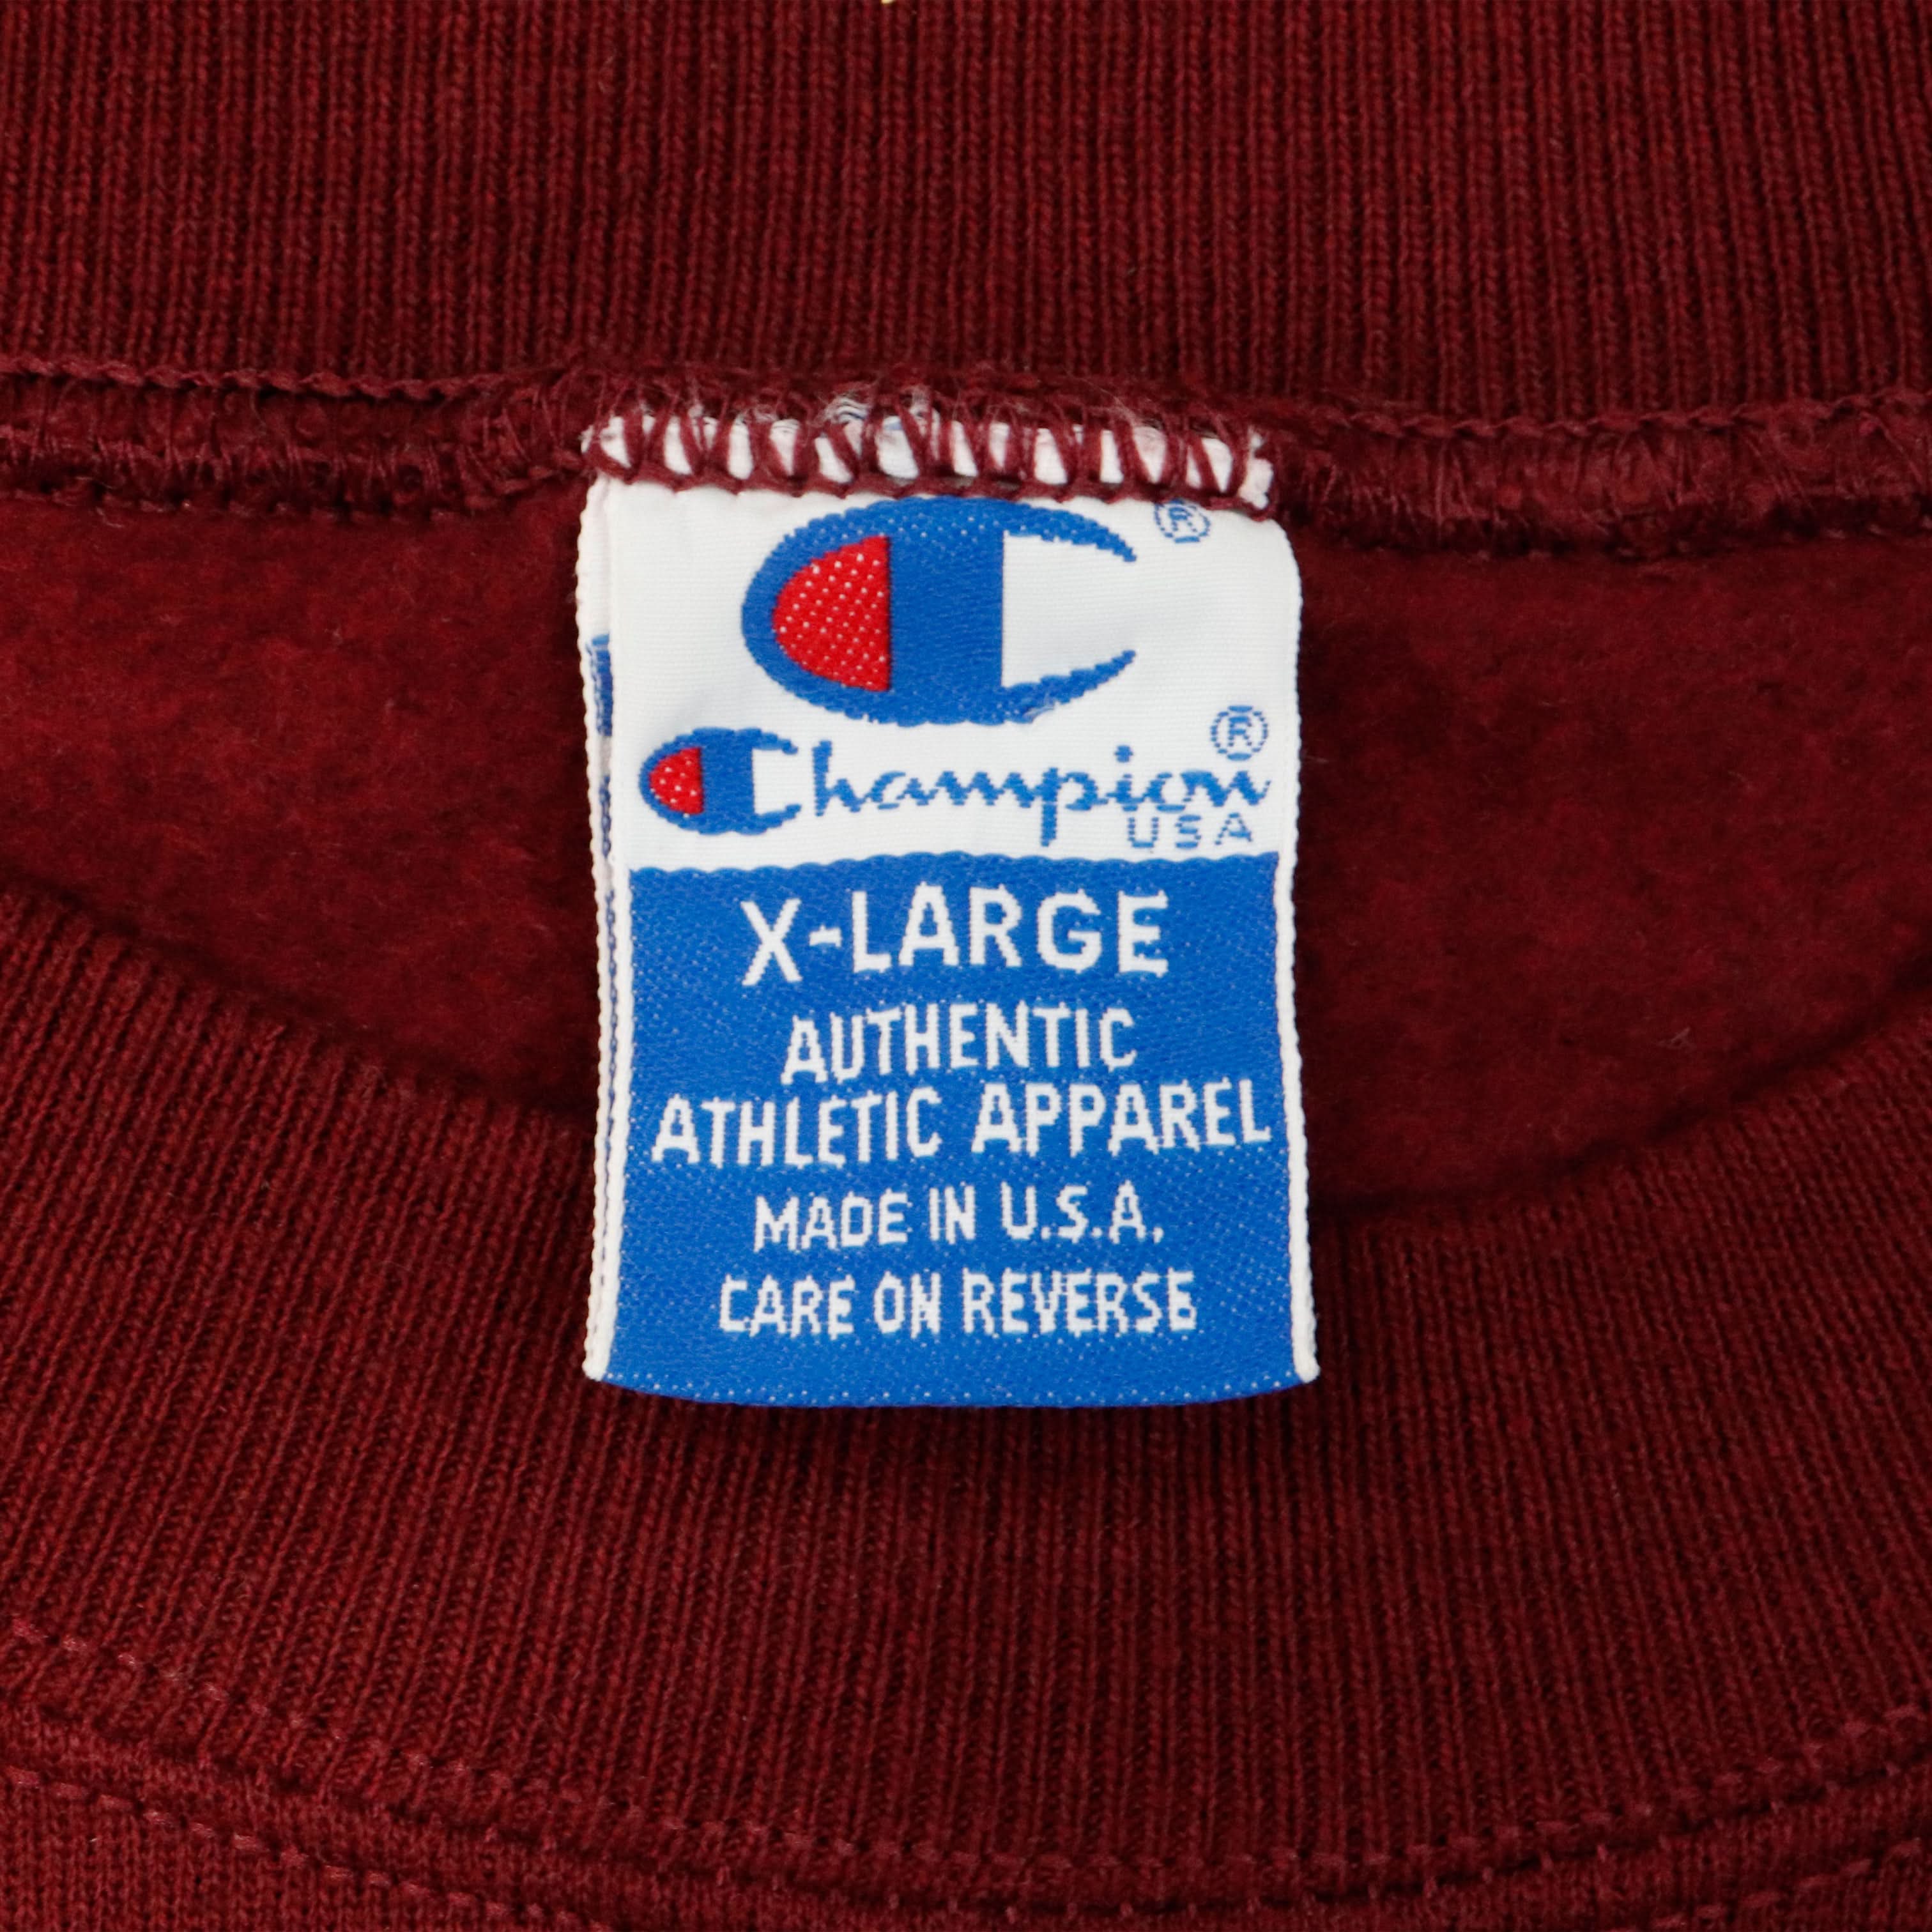 ®
Champion ®
USA
X-LARGE
AUTHENTIC
ATHLETIC APPAREL
MADE IN U.S.A.
CARE ON REVERSE